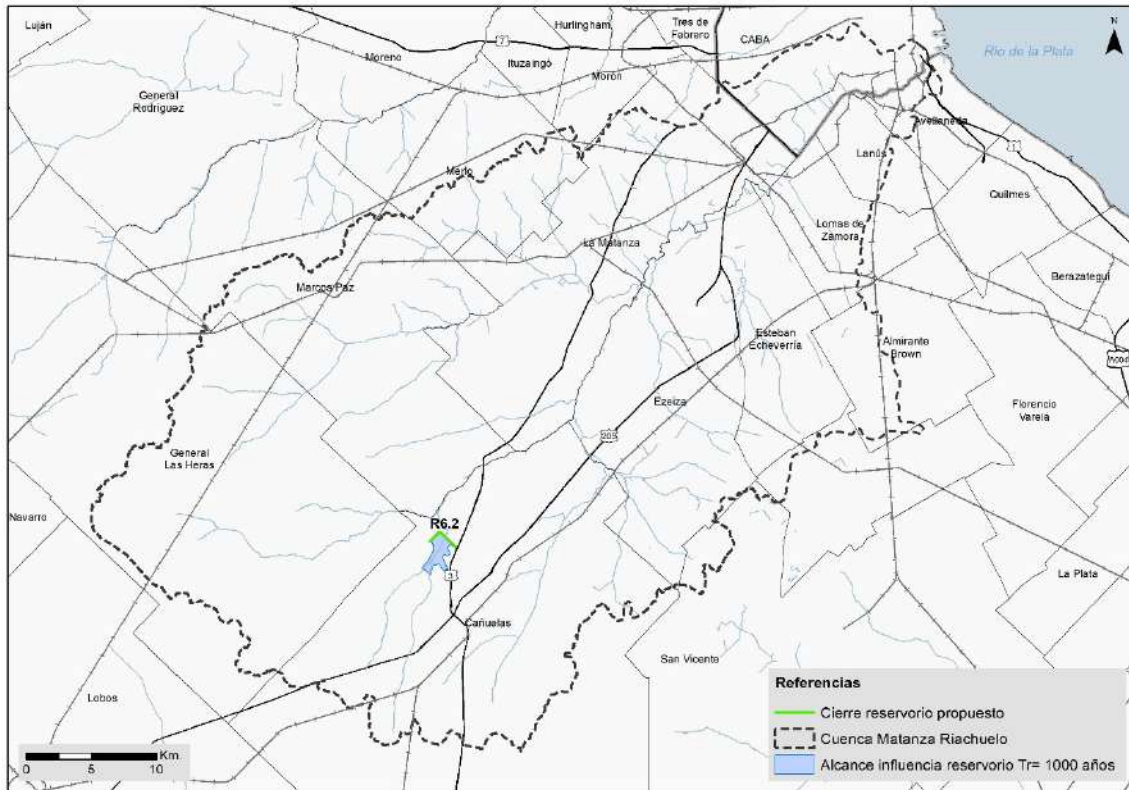 Luján
Hurlingham
Tres de
Febrero
CABA
N
Moreno
7
Ituzaingó
Morón
Río de la Plata
General
Rodríguez
Avellaneda
1
Lanús
Merlo
Quilmes
Lomas de
Zamora
La Matanza
Berazategui
Marcos Paz
Esteban
Echeverría
Almirante
Brown
Ezeiza
Florencio
Varela
205
General
Las Heras
Navarro
R6.2
3
La Plata
Cañuelas
San Vicente
Lobos
Referencias
Cierre reservorio propuesto
Cuenca Matanza Riachuelo
Alcance influencia reservorio Tr= 1000 años
Km.
0 5 10